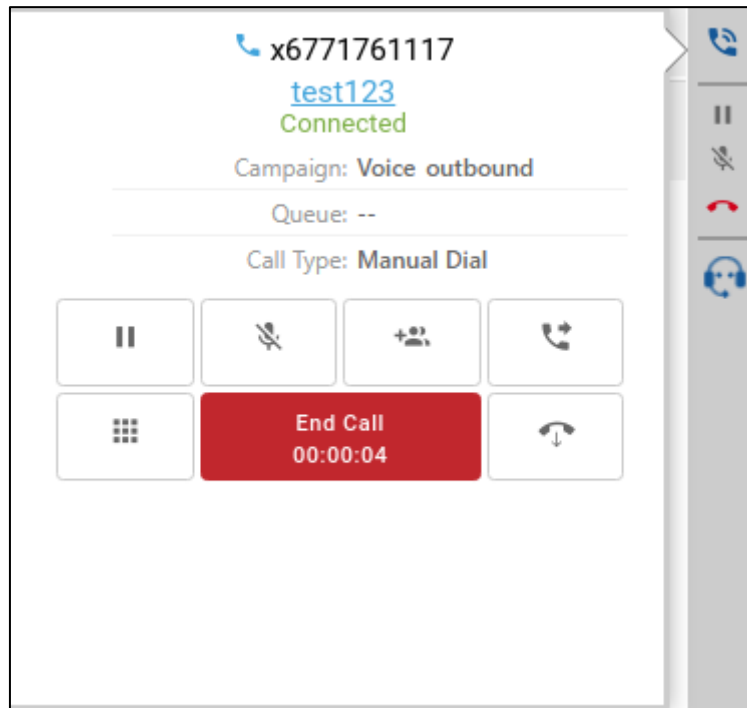 x6771761117
test123
Connected
Campaign: Voice outbound
Queue: --
Call Type: Manual Dial
End Call
00:00:04